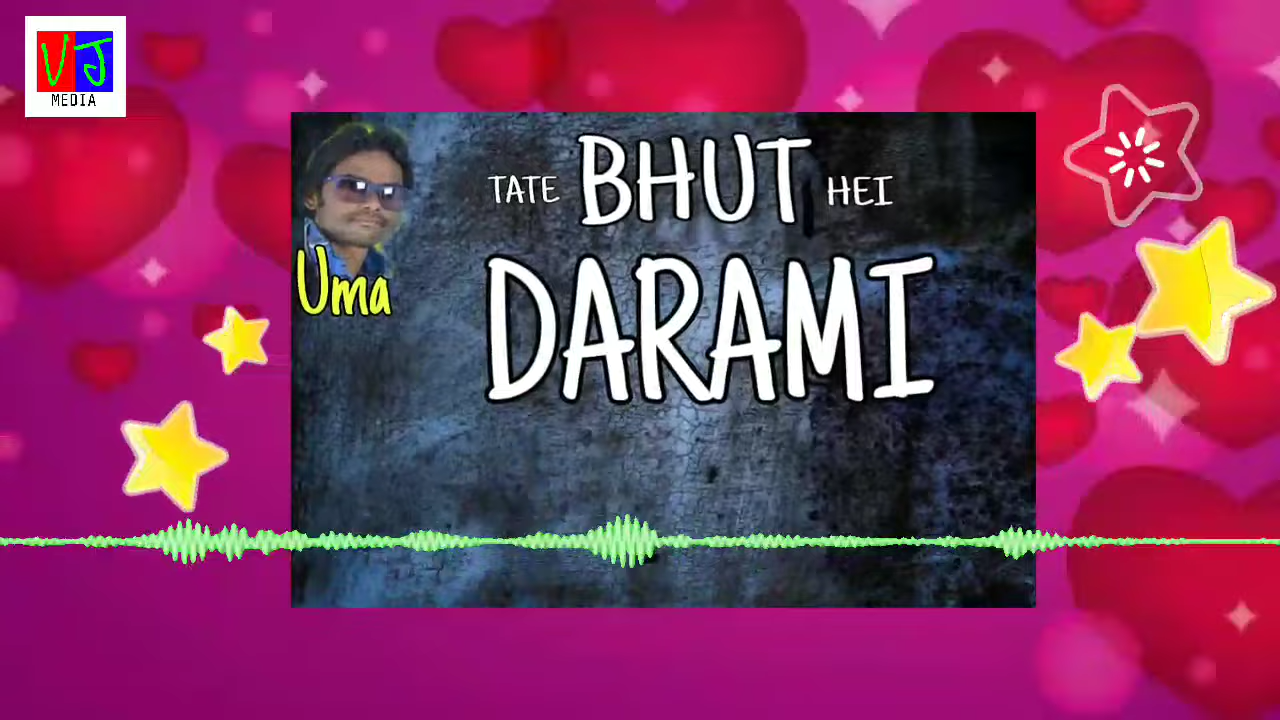 VJ
MEDIA
TATE BHUT HEI
DARAMI
Uma